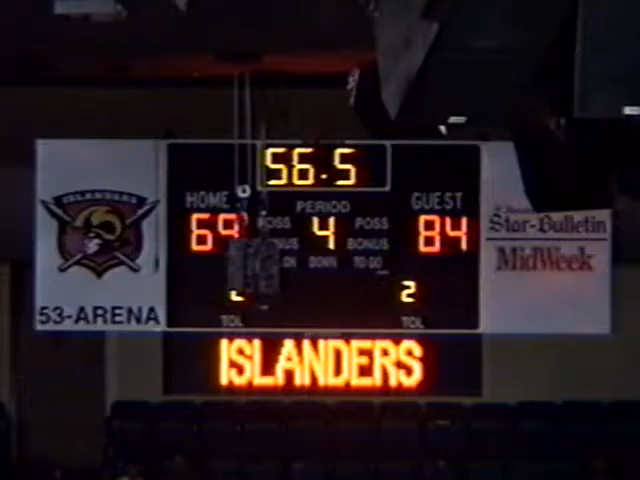 56.5
HOME
PERIOD
GUEST
ISLANDERS
69
POSS
4
POSS
84
BONUS
DOWN
TO GO
2
53-ARENA
TOL
TOL
ISLANDERS
Star-Bulletin
MidWeek